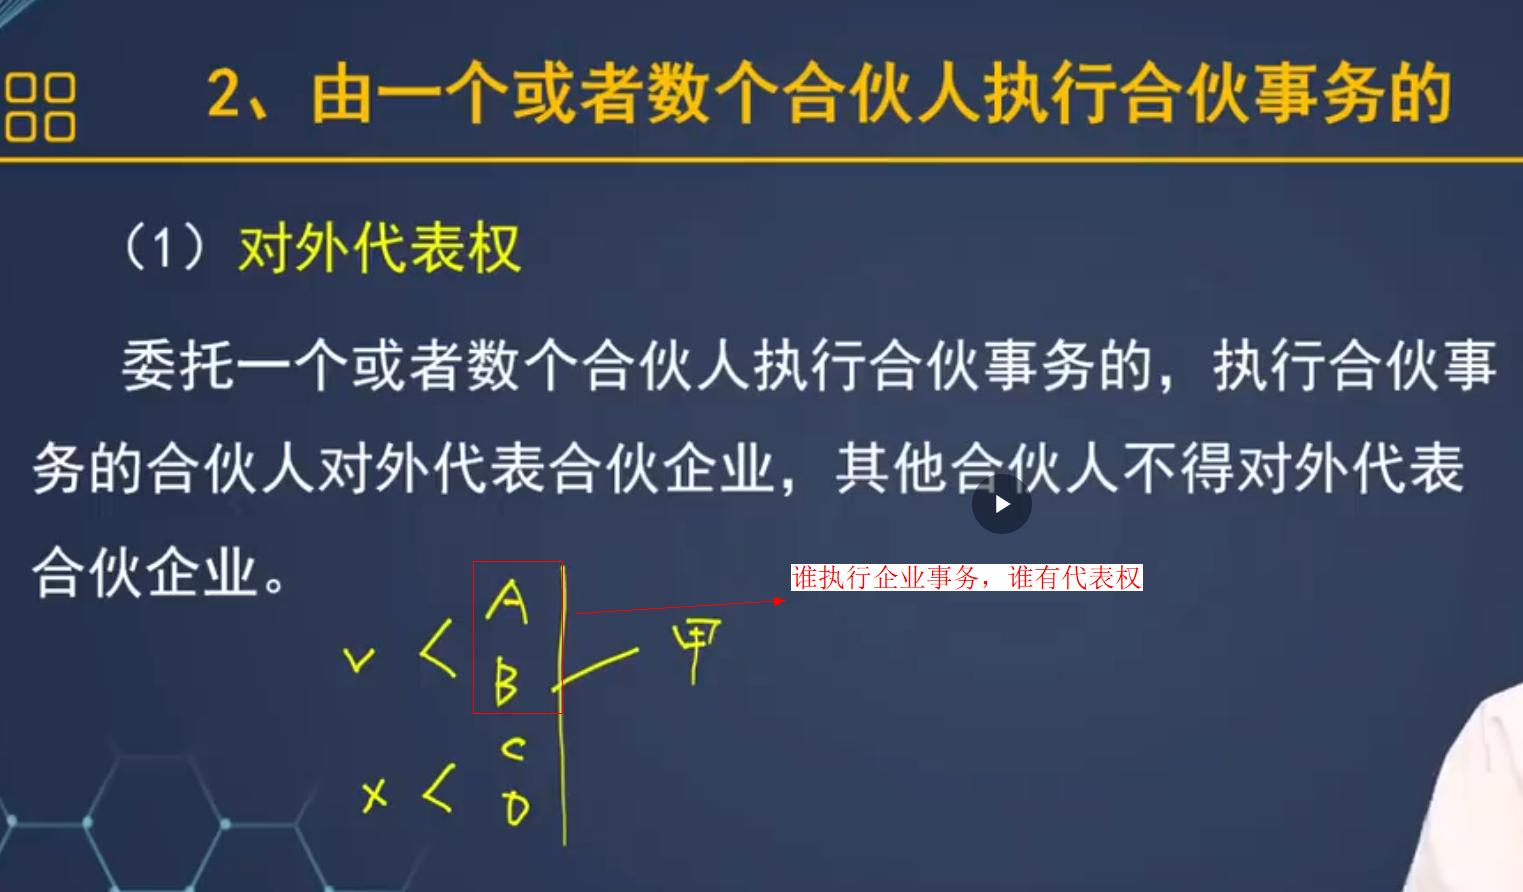 2、由一个或者数个合伙人执行合伙事务的
（1）对外代表权
委托一个或者数个合伙人执行合伙事务的，执行合伙事
务的合伙人对外代表合伙企业，其他合伙人不得对外代表
合伙企业。
谁执行企业事务，谁有代表权
A
甲
v <
B
C
x <
D